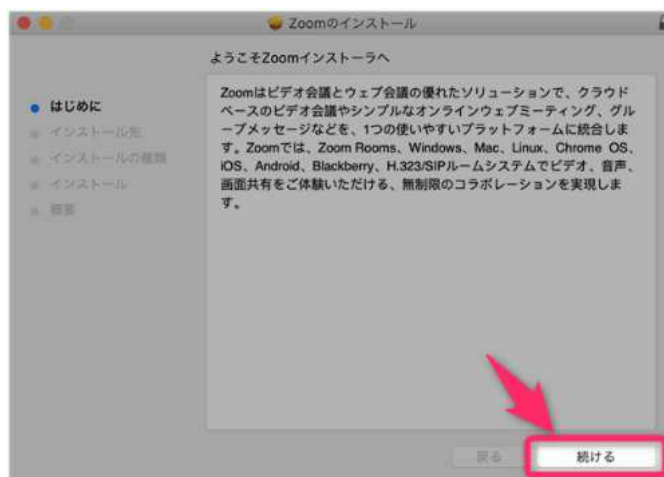 Zoomのインストール
ようこそZoomインストーラへ
はじめに
インストール先
インストールの種類
インストール
概要
Zoomはビデオ会議とウェブ会議の優れたソリューションで、クラウド
ベースのビデオ会議やシンプルなオンラインウェブミーティング、グル
ープメッセージなどを、1つの使いやすいプラットフォームに統合しま
す。Zoomでは、Zoom Rooms、Windows、Mac、Linux、Chrome OS、
iOS、Android、Blackberry、H.323/SIPルームシステムでビデオ、音声、
画面共有をご体験いただける、無制限のコラボレーションを実現しま
す。
戻る
続ける